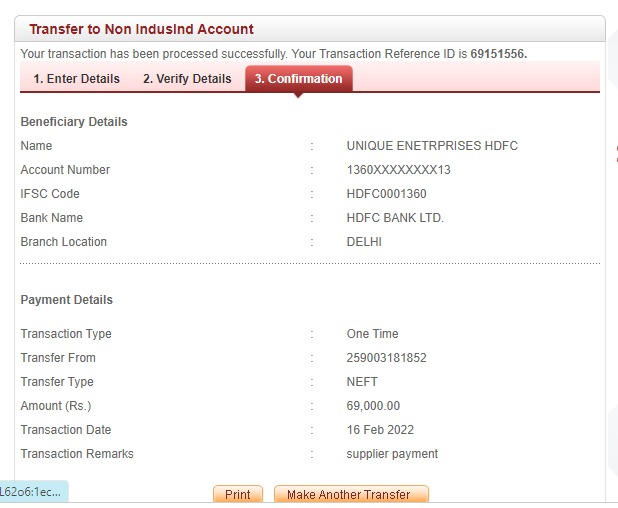 Transfer to Non IndusInd Account
Your transaction has been processed successfully. Your Transaction Reference ID is 69151556.
1. Enter Details 2. Verify Details 3. Confirmation
Beneficiary Details
Name : UNIQUE ENETRPRISES HDFC
Account Number : 1360XXXXXXXX13
IFSC Code : HDFC0001360
Bank Name : HDFC BANK LTD.
Branch Location : DELHI
Payment Details
Transaction Type : One Time
Transfer From : 259003181852
Transfer Type : NEFT
Amount (Rs.) : 69,000.00
Transaction Date : 16 Feb 2022
Transaction Remarks : supplier payment
L62o6:1ec...
Print Make Another Transfer